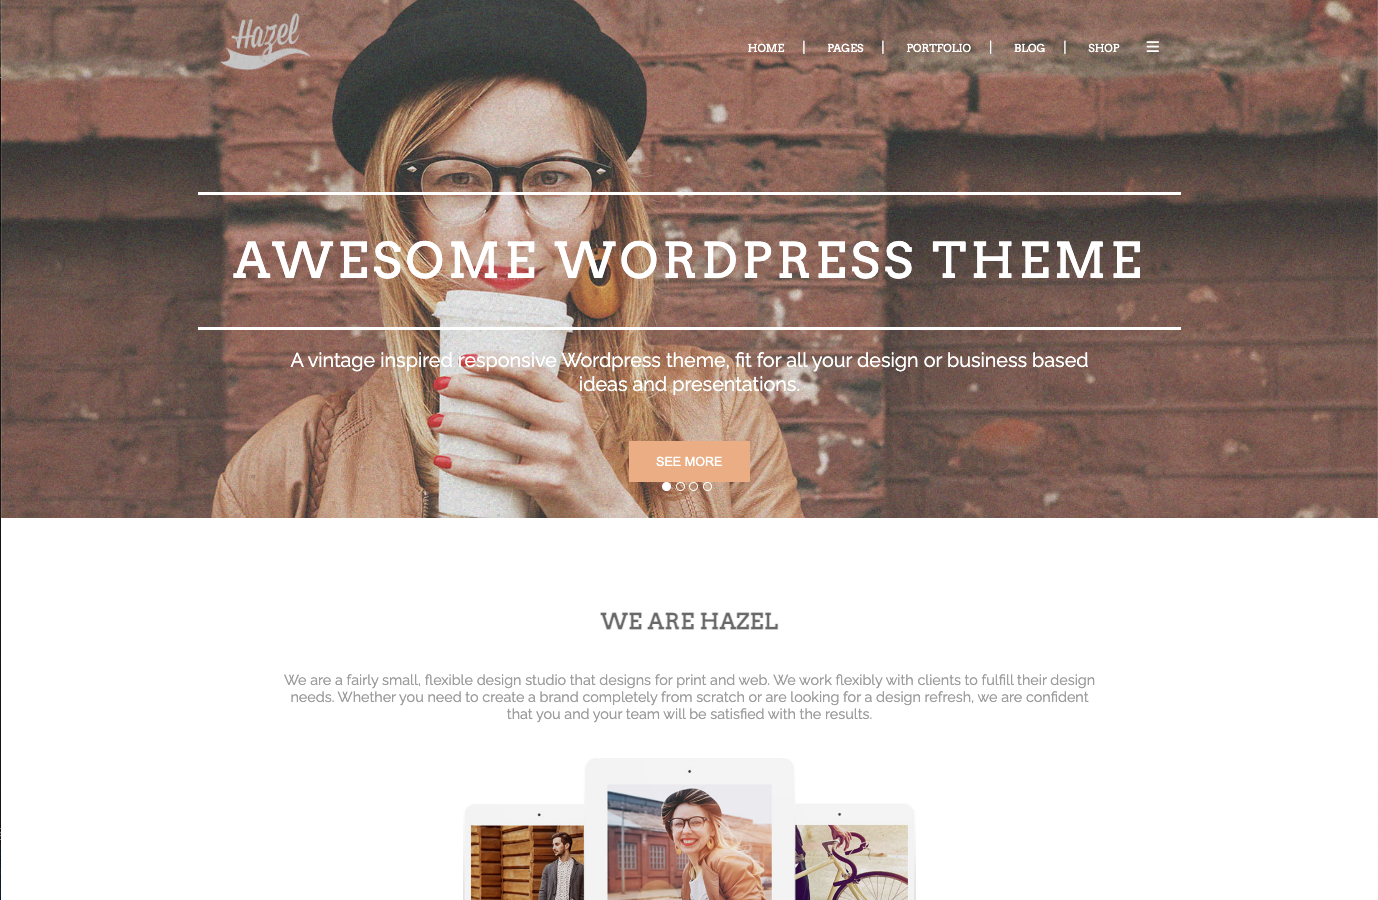 Hazel
HOME | PAGES | PORTFOLIO | BLOG | SHOP
AWESOME WORDPRESS THEME
A vintage inspired responsive Wordpress theme, fit for all your design or business based
ideas and presentations.
SEE MORE
WE ARE HAZEL
We are a fairly small, flexible design studio that designs for print and web. We work flexibly with clients to fulfill their design
needs. Whether you need to create a brand completely from scratch or are looking for a design refresh, we are confident
that you and your team will be satisfied with the results.